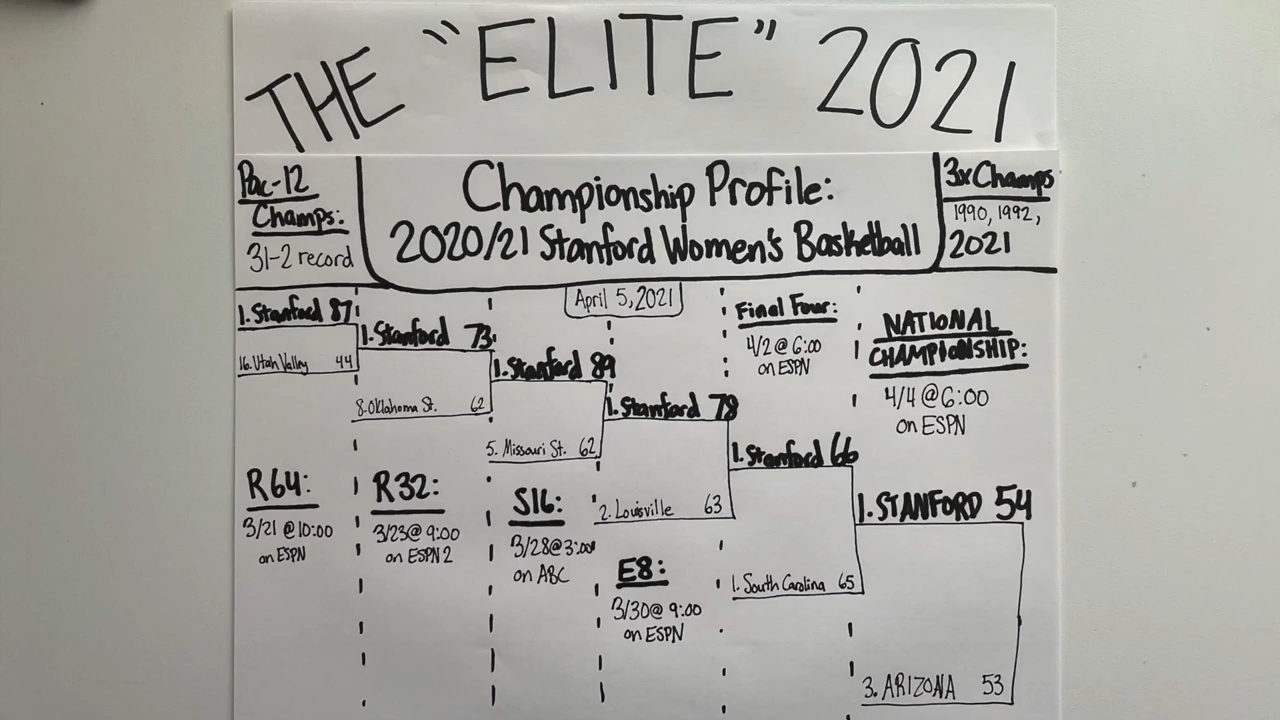 THE "ELITE" 2021
Pac-12
Champs:
31-2 record
Championship Profile:
2020/21 Stanford Women's Basketball
3x Champs
1990, 1992,
2021
April 5, 2021
1. Stanford 87
16. Utah Valley 44
R64:
3/21 @ 10:00
on ESPN
1. Stanford 73
8. Oklahoma St. 62
R32:
3/23@ 9:00
on ESPN 2
1. Stanford 89
5. Missouri St. 62
S16:
3/28@3:00
on ABC
1. Stanford 78
2. Louisville 63
E8:
3/30@ 9:00
on ESPN
Final Four:
4/2@ 6:00
on ESPN
1. Stanford 66
1. South Carolina 65
NATIONAL
CHAMPIONSHIP:
4/4 @6:00
on ESPN
1. STANFORD 54
3. ARIZONA 53